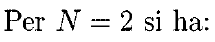 Per N = 2 si ha: